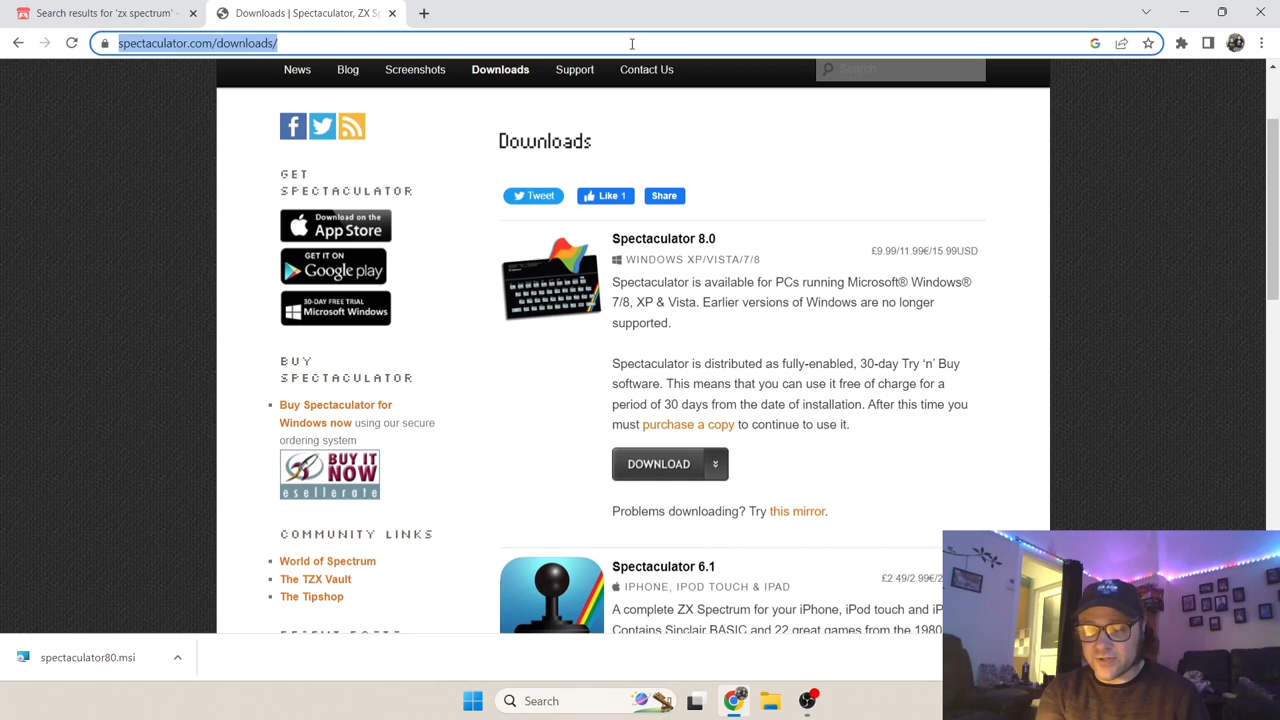 Search results for 'zx spectrum' -
Downloads | Spectaculator, ZX S
spectaculator.com/downloads/
News Blog Screenshots Downloads Support Contact Us Search
Downloads
Tweet Like 1 Share
GET
SPECTACULATOR
Download on the
App Store
GET IT ON
Google play
30-DAY FREE TRIAL
Microsoft Windows
BUY
SPECTACULATOR
Buy Spectaculator for
Windows now using our secure
ordering system
BUY IT
NOW
esellerate
COMMUNITY LINKS
World of Spectrum
The TZX Vault
The Tipshop
Spectaculator 8.0
WINDOWS XP/VISTA/7/8
£9.99/11.99€/15.99USD
Spectaculator is available for PCs running Microsoft® Windows®
7/8, XP & Vista. Earlier versions of Windows are no longer
supported.
Spectaculator is distributed as fully-enabled, 30-day Try ‘n’ Buy
software. This means that you can use it free of charge for a
period of 30 days from the date of installation. After this time you
must purchase a copy to continue to use it.
DOWNLOAD
Problems downloading? Try this mirror.
Spectaculator 6.1
IPHONE, IPOD TOUCH & IPAD
£2.49/2.99€/2
A complete ZX Spectrum for your iPhone, iPod touch and iP
Contains Sinclair BASIC and 22 great games from the 1980
spectaculator80.msi
Search